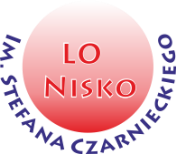 LO
NISKO
IM. STEFANA CZARNIECKIEGO